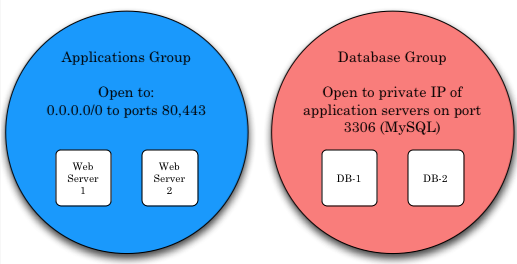 Applications Group
Open to:
0.0.0.0/0 to ports 80,443
Web
Server
1
Web
Server
2
Database Group
Open to private IP of
application servers on port
3306 (MySQL)
DB-1
DB-2